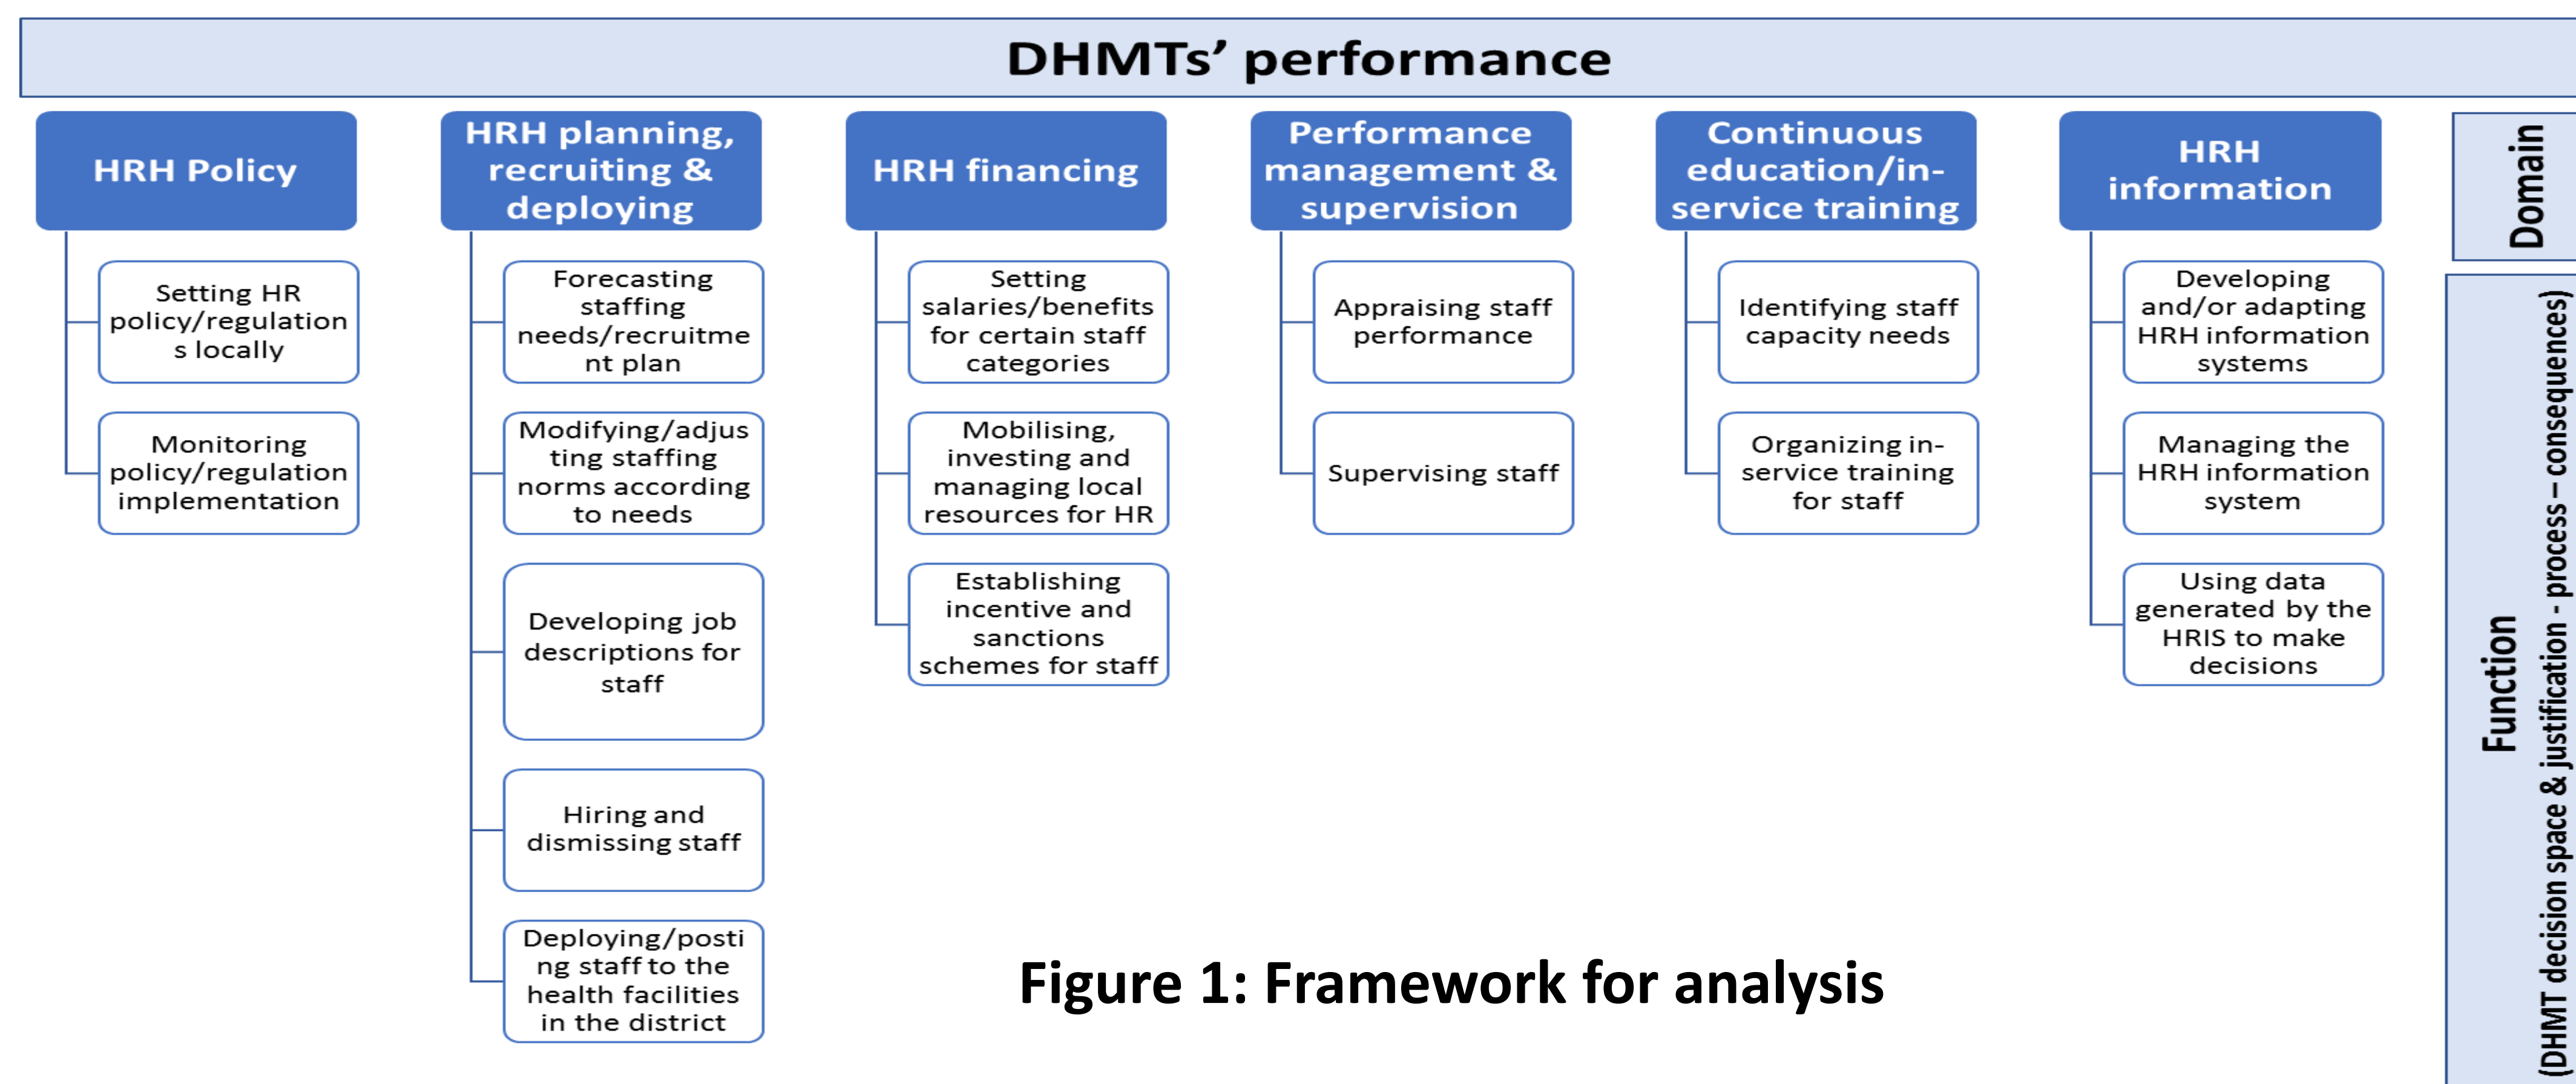 DHMTs’ performance
HRH Policy
Setting HR
policy/regulation
s locally
Monitoring
policy/regulation
implementation
HRH planning,
recruiting &
deploying
Forecasting
staffing
needs/recruitme
nt plan
Modifying/adjus
ting staffing
norms according
to needs
Developing job
descriptions for
staff
Hiring and
dismissing staff
Deploying/posti
ng staff to the
health facilities
in the district
HRH financing
Setting
salaries/benefits
for certain staff
categories
Mobilising,
investing and
managing local
resources for HR
Establishing
incentive and
sanctions
schemes for staff
Performance
management &
supervision
Appraising staff
performance
Supervising staff
Continuous
education/in-
service training
Identifying staff
capacity needs
Organizing in-
service training
for staff
HRH
information
Developing
and/or adapting
HRH information
systems
Managing the
HRH information
system
Using data
generated by the
HRIS to make
decisions
Domain
Function
(DHMT decision space & justification - process – consequences)
Figure 1: Framework for analysis